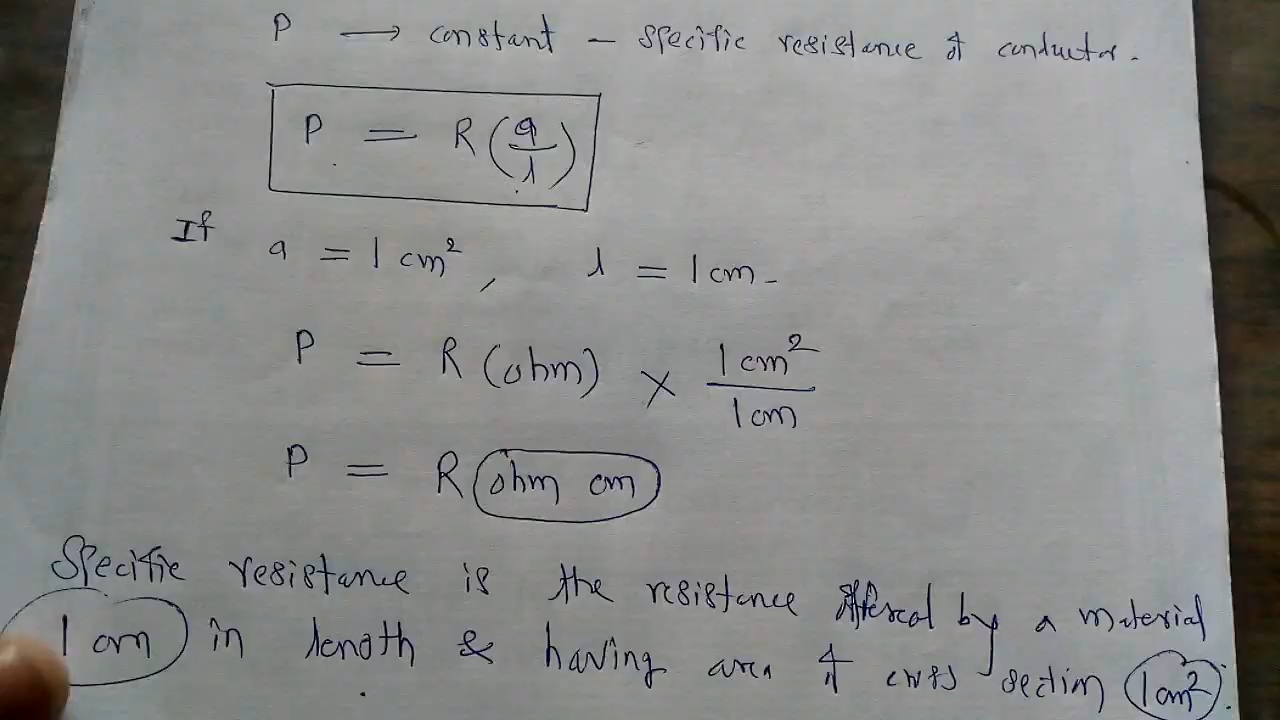 P → constant - specific resistance of conductor.
P = R(a/l)
If a = 1 cm², l = 1 cm
P = R (ohm) × 1 cm²/1 cm
P = R (ohm cm)
Specific resistance is the resistance offered by a material
1 cm in length & having area of cross section 1 cm².